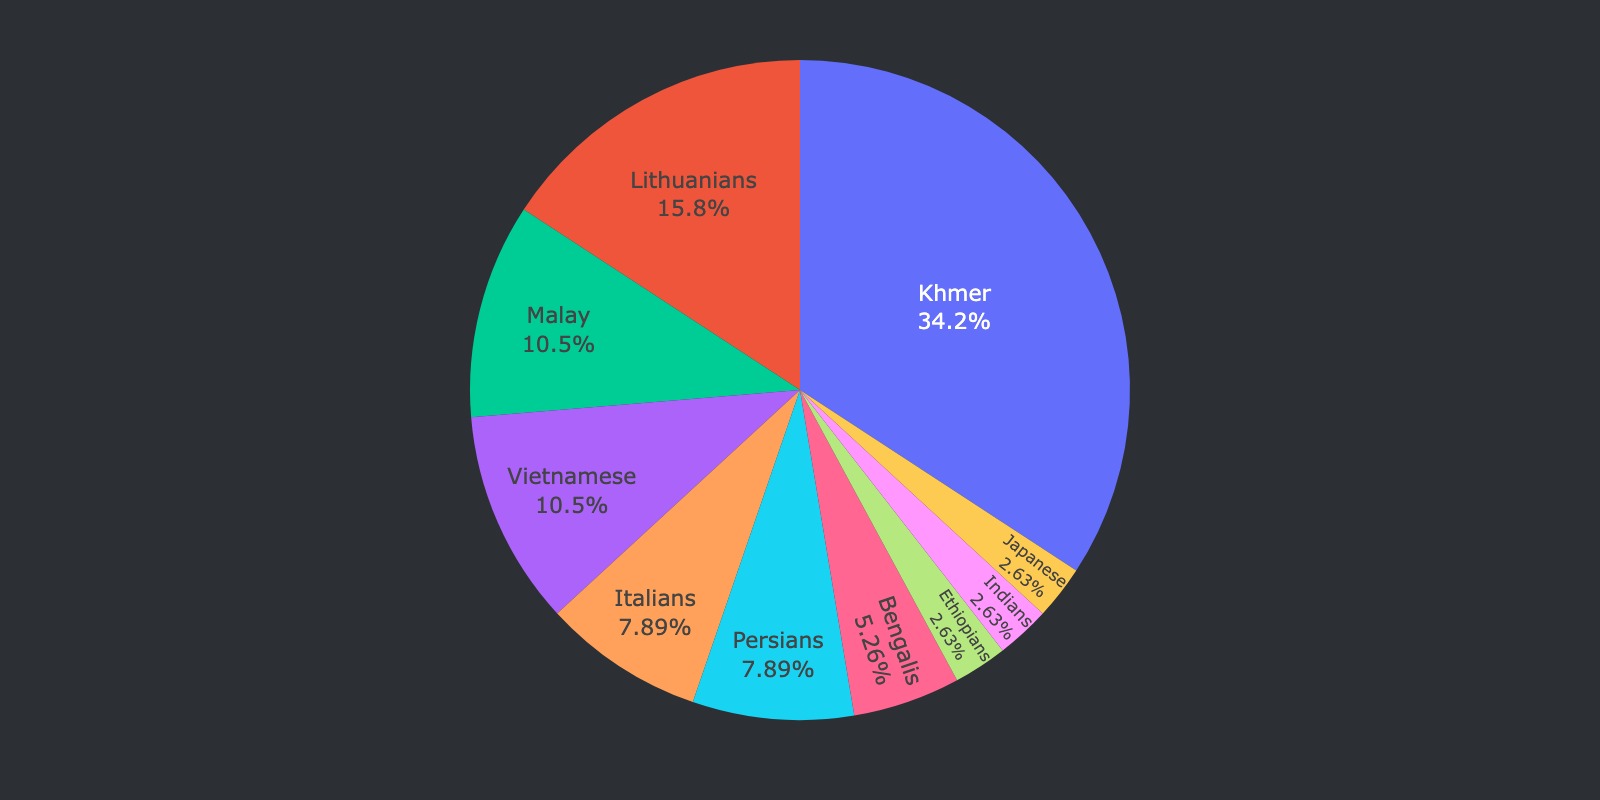 Lithuanians
15.8%
Khmer
34.2%
Malay
10.5%
Vietnamese
10.5%
Italians
7.89%
Persians
7.89%
Bengalis
5.26%
Ethiopians
2.63%
Indians
2.63%
Japanese
2.63%